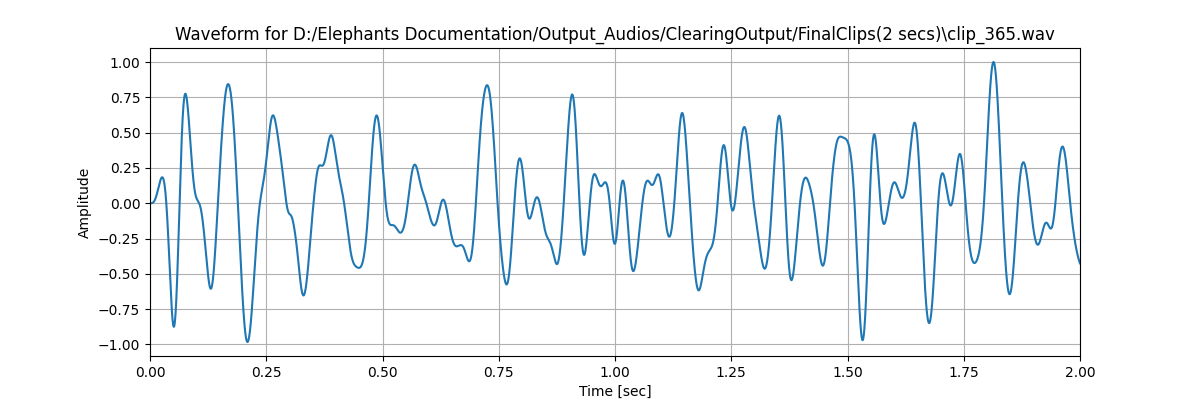 Waveform for D:/Elephants Documentation/Output_Audios/ClearingOutput/FinalClips(2 secs)\clip_365.wav
1.00
0.75
0.50
0.25
0.00
−0.25
−0.50
−0.75
−1.00
Amplitude
0.00 0.25 0.50 0.75 1.00 1.25 1.50 1.75 2.00
Time [sec]